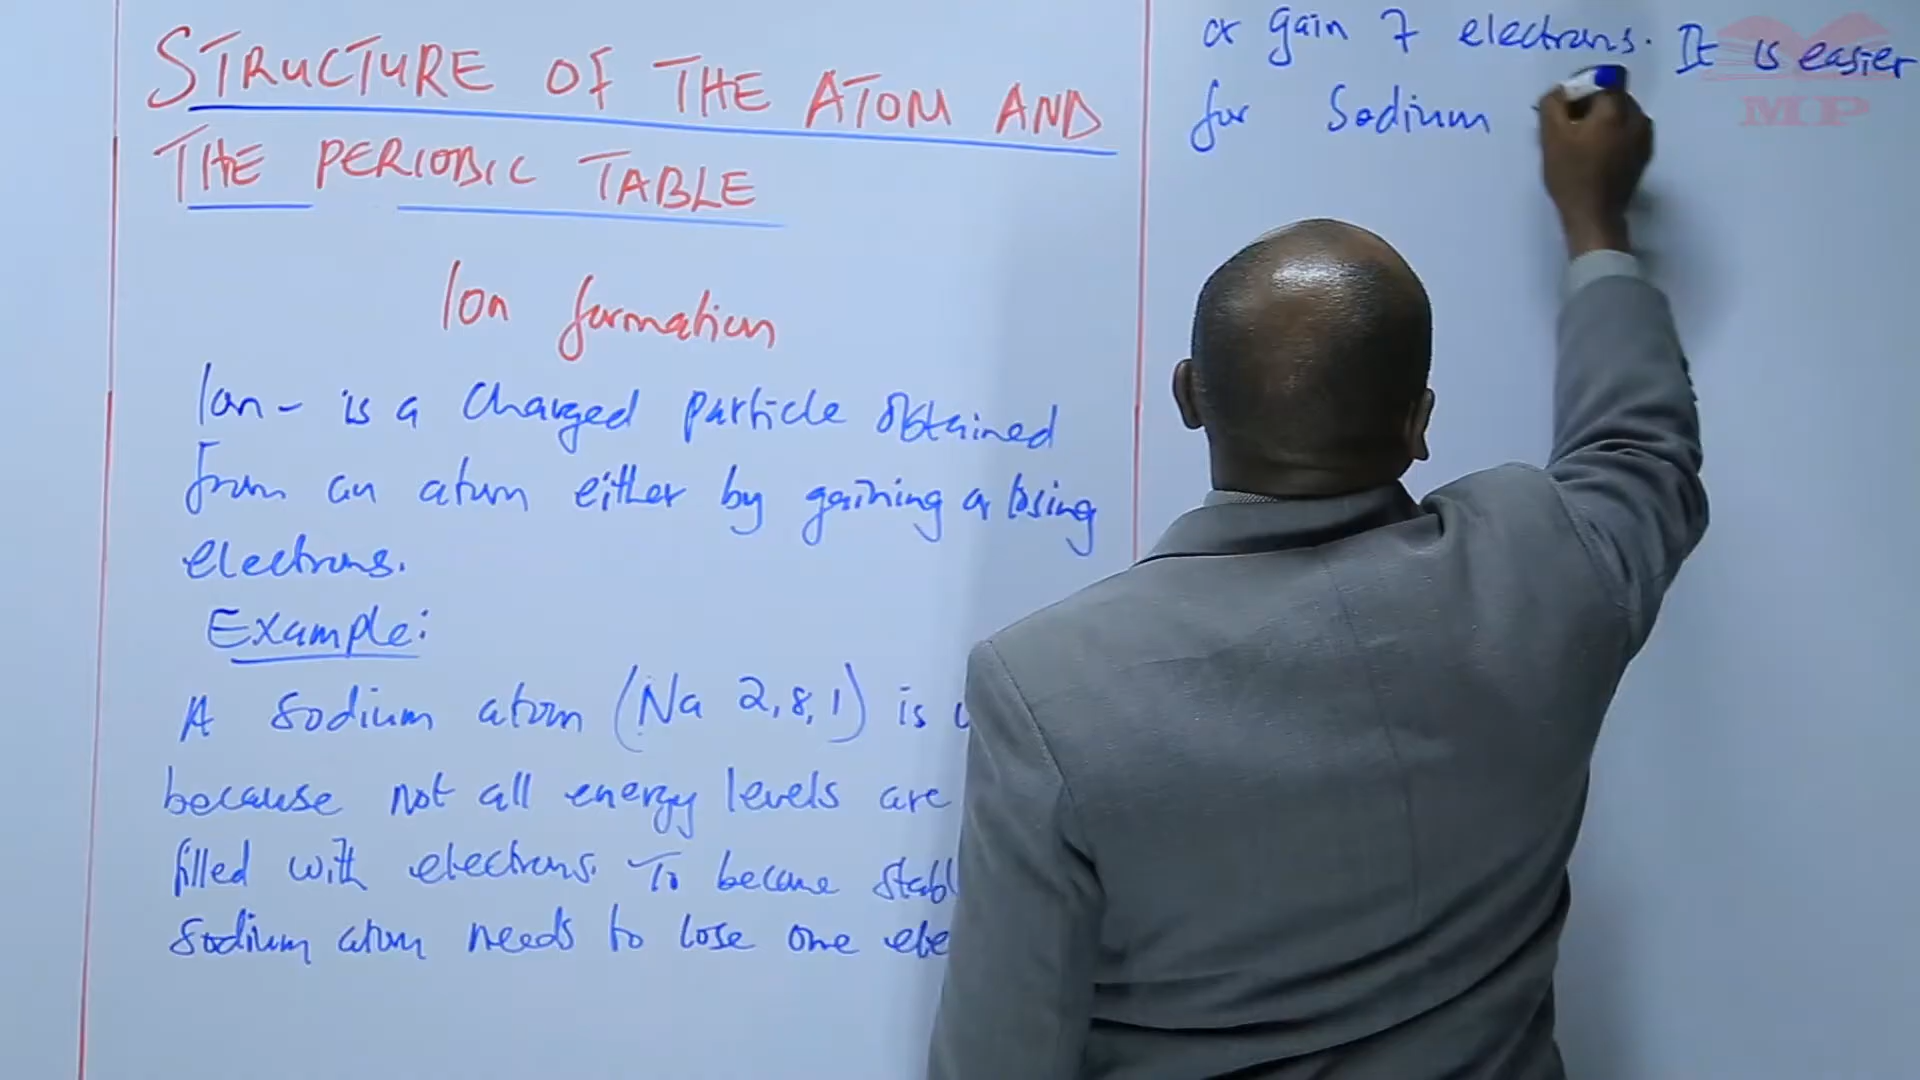 STRUCTURE OF THE ATOM AND
THE PERIODIC TABLE
Ion formation
Ion - is a charged particle obtained
from an atom either by gaining or losing
electrons.
Example:
A sodium atom (Na 2,8,1) is
because not all energy levels are
filled with electrons. To become
sodium atom needs to lose one
or gain 7 electrons. It is easier
for Sodium
MP